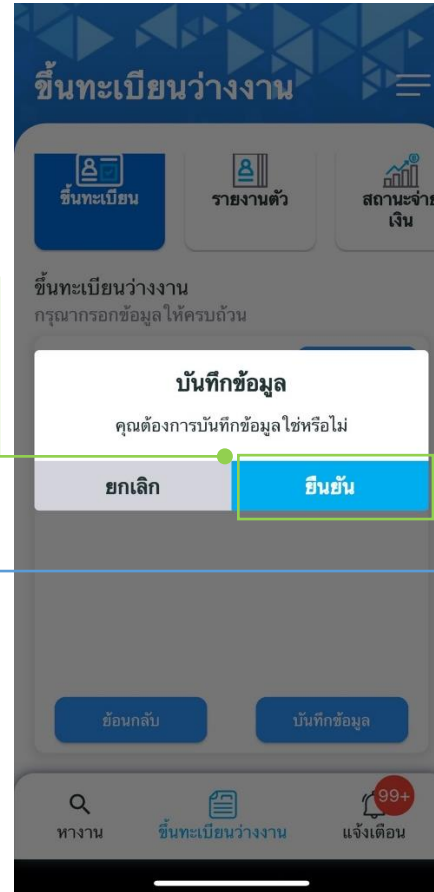 ขึ้นทะเบียนว่างงาน
ขึ้นทะเบียน
รายงานตัว
สถานะจ่าย
เงิน
ขึ้นทะเบียนว่างงาน
กรุณากรอกข้อมูลให้ครบถ้วน
บันทึกข้อมูล
คุณต้องการบันทึกข้อมูลใช่หรือไม่
ยกเลิก
ยืนยัน
ย้อนกลับ
บันทึกข้อมูล
99+
หางาน
ขึ้นทะเบียนว่างงาน
แจ้งเตือน